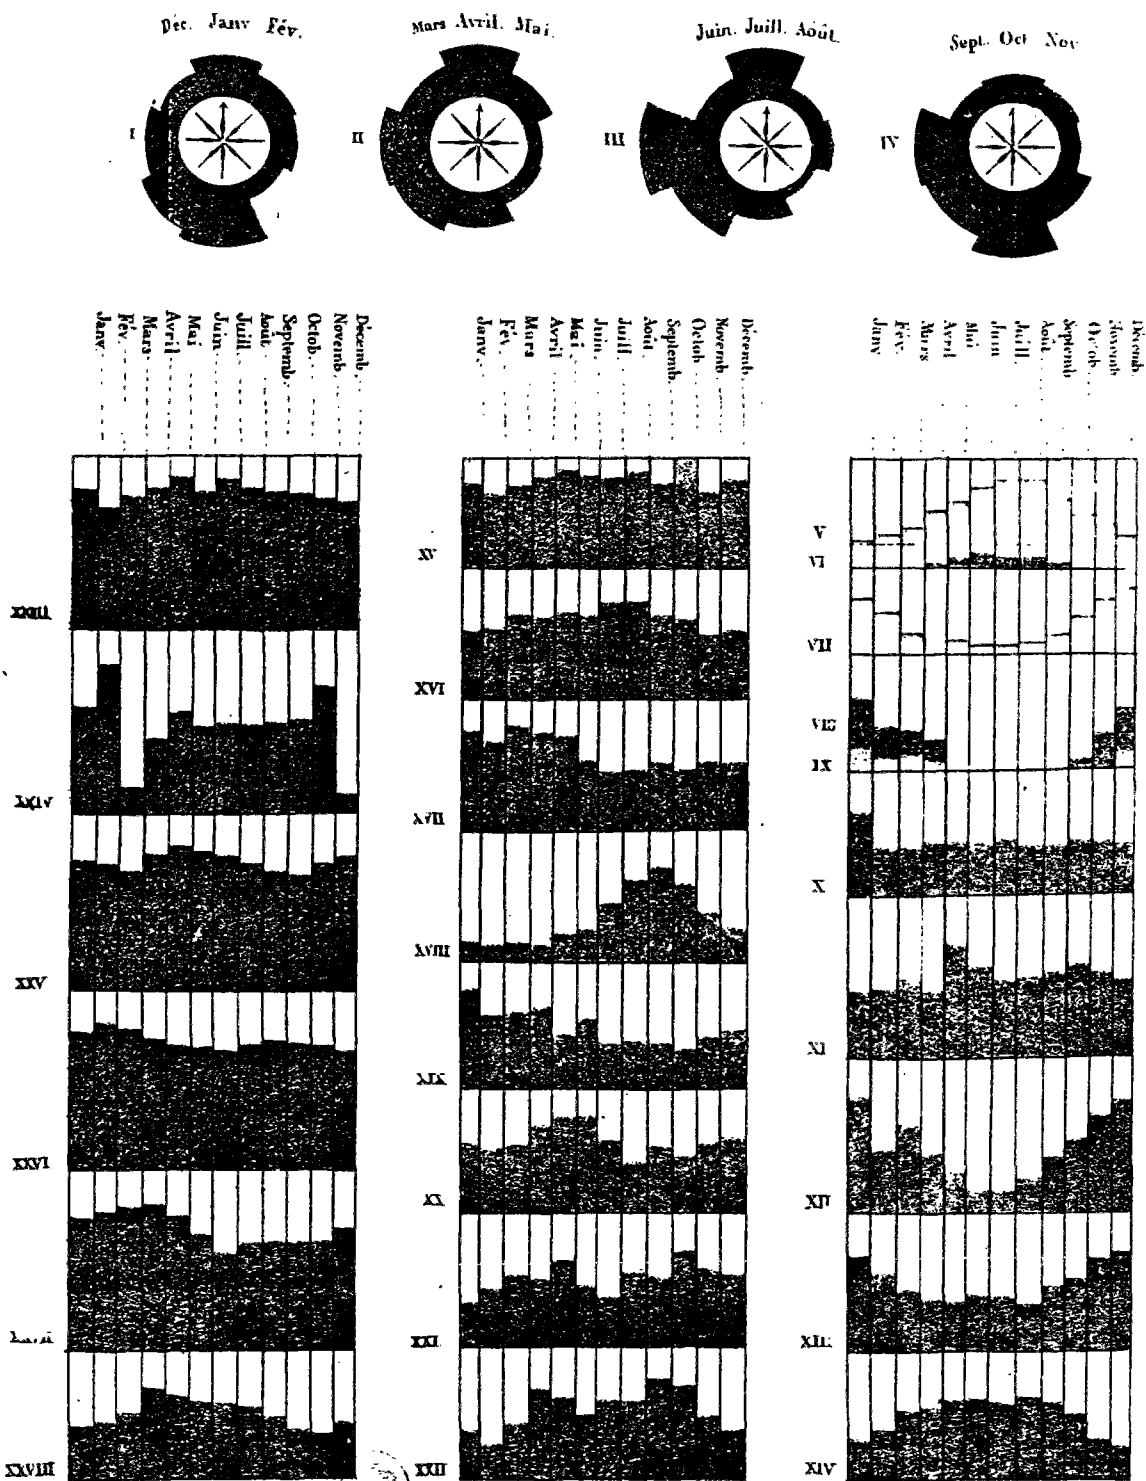 Déc. Janv Fév.
Mars Avril. Mai.
Juin. Juill. Août.
Sept. Oct Nov
I
II
III
IV
Janv.
Fév.
Mars
Avril
Mai
Juin
Juill.
Août
Septemb.
Octob.
Novemb.
Décemb.
Janv.
Fév.
Mars
Avril
Mai
Juin
Juill.
Août
Septemb.
Octob
Novemb.
Décemb.
Janv
Fév.
Mars
Avril
Mai
Juin
Juill.
Août
Septemb
Octob
Novemb
Décemb.
XXIII
XXIV
XXV
XXVI
XXVIII
XV
XVI
XVII
XVIII
XIX
XX
XXI
XXII
V
VI
VII
VIII
IX
X
XI
XII
XIII
XIV